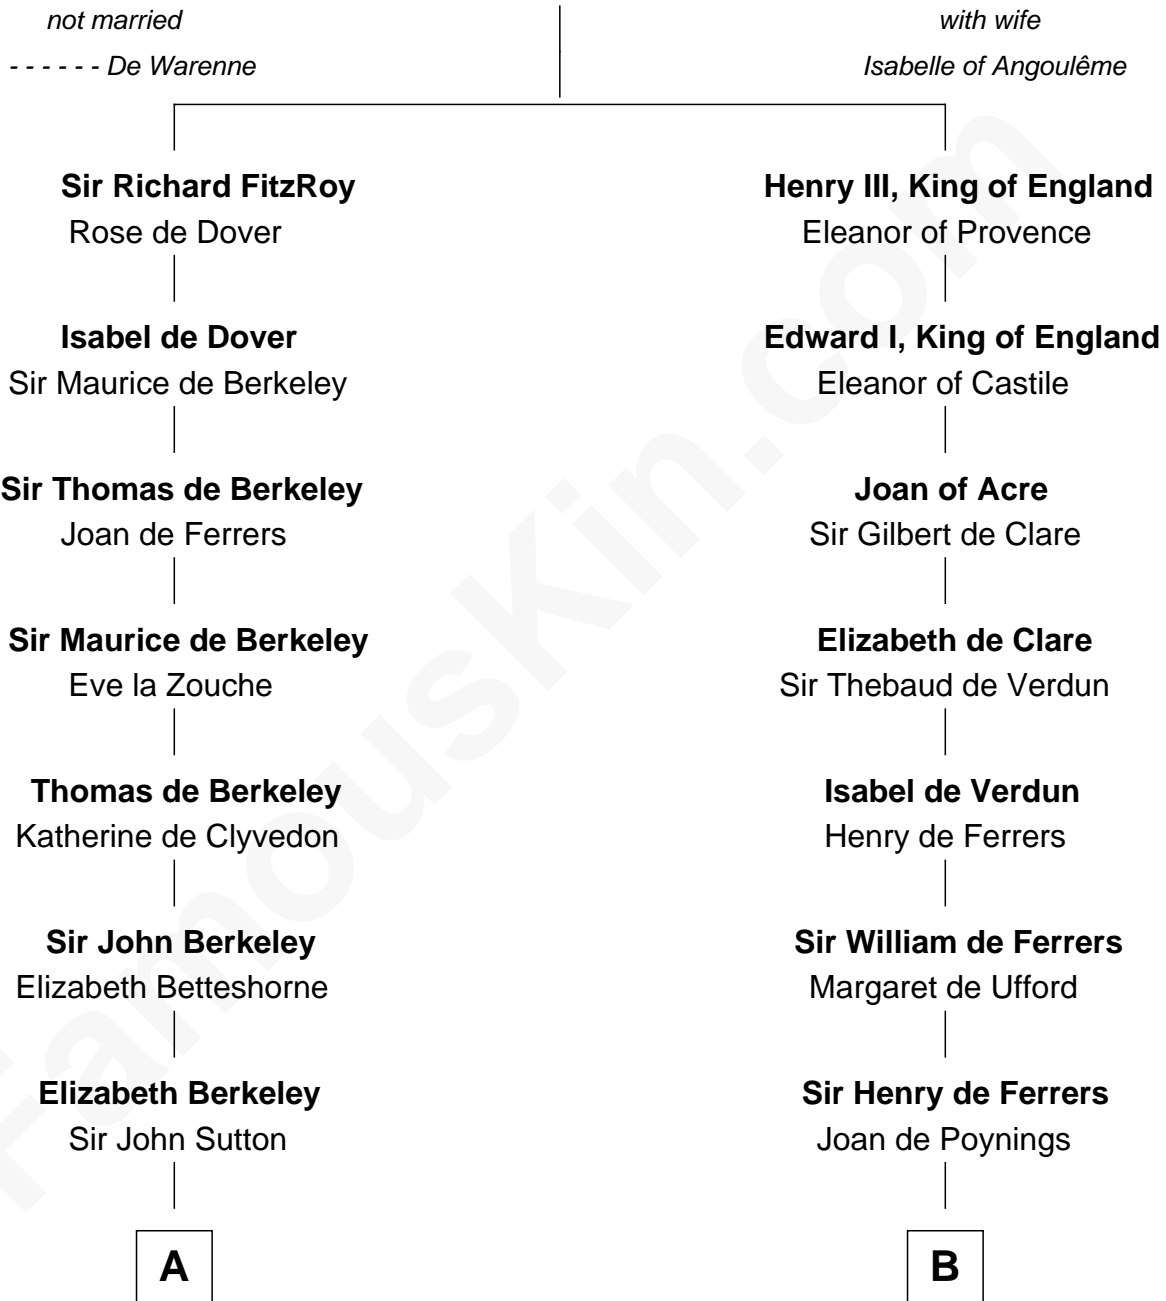 not married
with wife
- - - - - - De Warenne
Isabelle of Angoulême
Sir Richard FitzRoy
Rose de Dover
Henry III, King of England
Eleanor of Provence
Isabel de Dover
Sir Maurice de Berkeley
Edward I, King of England
Eleanor of Castile
Sir Thomas de Berkeley
Joan de Ferrers
Joan of Acre
Sir Gilbert de Clare
Sir Maurice de Berkeley
Eve la Zouche
Elizabeth de Clare
Sir Thebaud de Verdun
Thomas de Berkeley
Katherine de Clyvedon
Isabel de Verdun
Henry de Ferrers
Sir John Berkeley
Elizabeth Betteshorne
Sir William de Ferrers
Margaret de Ufford
Elizabeth Berkeley
Sir John Sutton
Sir Henry de Ferrers
Joan de Poynings
A
B
FamousKin.com